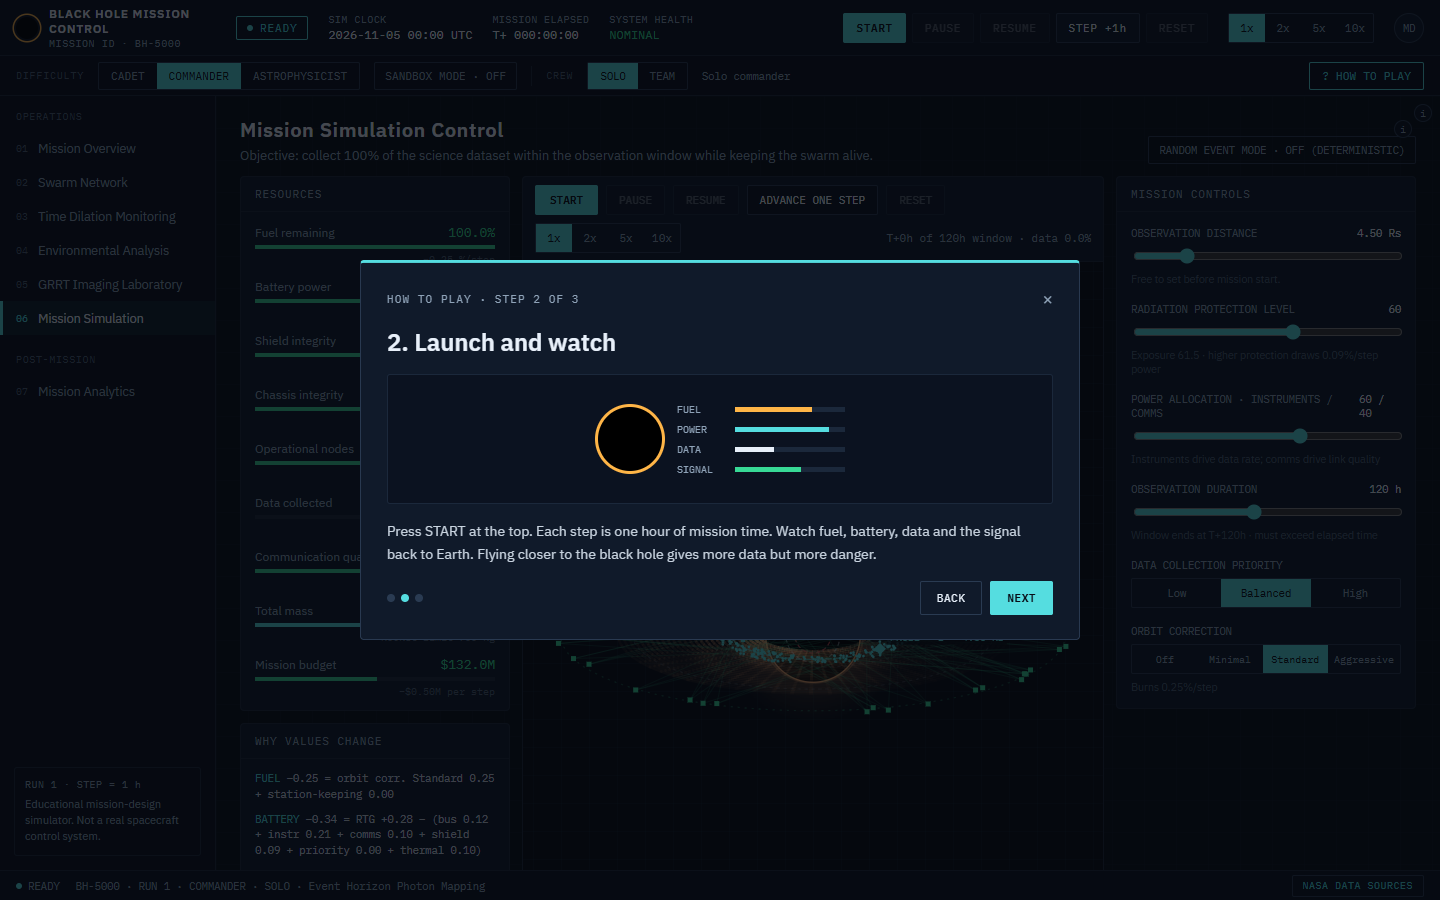 BLACK HOLE MISSION CONTROL
MISSION ID · BH-5000
READY
SIM CLOCK
2026-11-05 00:00 UTC
MISSION ELAPSED
T+ 000:00:00
SYSTEM HEALTH
NOMINAL
START
PAUSE
RESUME
STEP +1h
RESET
1x 2x 5x 10x
MD
DIFFICULTY
CADET COMMANDER ASTROPHYSICIST
SANDBOX MODE · OFF
CREW
SOLO TEAM
Solo commander
? HOW TO PLAY
OPERATIONS
01 Mission Overview
02 Swarm Network
03 Time Dilation Monitoring
04 Environmental Analysis
05 GRRT Imaging Laboratory
06 Mission Simulation
POST-MISSION
07 Mission Analytics
RUN 1 · STEP = 1 h
Educational mission-design
simulator. Not a real spacecraft
control system.
Mission Simulation Control
Objective: collect 100% of the science dataset within the observation window while keeping the swarm alive.
i
i
RANDOM EVENT MODE · OFF (DETERMINISTIC)
RESOURCES
Fuel remaining 100.0%
Battery power
Shield integrity
Chassis integrity
Operational nodes
Data collected
Communication qua
Total mass
Mission budget $132.0M
−$0.50M per step
WHY VALUES CHANGE
FUEL −0.25 = orbit corr. Standard 0.25
+ station-keeping 0.00
BATTERY −0.34 = RTG +0.28 − (bus 0.12
+ instr 0.21 + comms 0.10 + shield
0.09 + priority 0.00 + thermal 0.10)
START PAUSE RESUME ADVANCE ONE STEP RESET
1x 2x 5x 10x
T+0h of 120h window · data 0.0%
HOW TO PLAY · STEP 2 OF 3
×
2. Launch and watch
FUEL
POWER
DATA
SIGNAL
Press START at the top. Each step is one hour of mission time. Watch fuel, battery, data and the signal
back to Earth. Flying closer to the black hole gives more data but more danger.
BACK
NEXT
MISSION CONTROLS
OBSERVATION DISTANCE 4.50 Rs
Free to set before mission start.
RADIATION PROTECTION LEVEL 60
Exposure 61.5 · higher protection draws 0.09%/step
power
POWER ALLOCATION · INSTRUMENTS / 60 /
COMMS 40
Instruments drive data rate; comms drive link quality
OBSERVATION DURATION 120 h
Window ends at T+120h · must exceed elapsed time
DATA COLLECTION PRIORITY
Low Balanced High
ORBIT CORRECTION
Off Minimal Standard Aggressive
Burns 0.25%/step
READY BH-5000 · RUN 1 · COMMANDER · SOLO · Event Horizon Photon Mapping
NASA DATA SOURCES